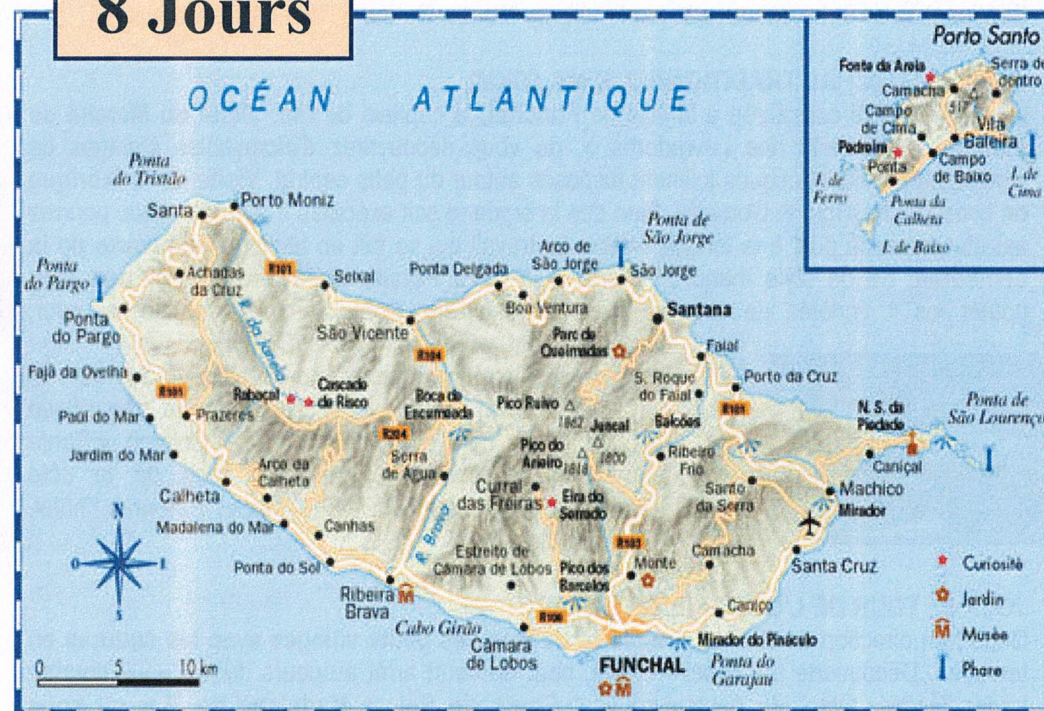 8 Jours
OCÉAN ATLANTIQUE
Porto Santo
Fonte da Areia
Serra de
dentro
Camacha
517
Campo
de Cima
Vila
Baleira
Pedreira
Ponta
Campo
de Baixo
I. de
Ferro
I. de
Cima
Ponta da
Calheta
I. de Baixo
Ponta
do Tristão
Santa
Porto Moniz
Ponta
do Pargo
Achadas
da Cruz
R101
Seixal
Ponta Delgada
Arco de
São Jorge
Ponta de
São Jorge
São Jorge
Boa Ventura
Santana
Ponta
do Pargo
São Vicente
R. da Janela
Parc de
Queimadas
Faial
R104
Fajã da Ovelha
Rabaçal
Cascade
de Risco
Boca da
Encumeada
Pico Ruivo
1862
S. Roque
do Faial
Porto da Cruz
R101
Paúl do Mar
Prazeres
R204
Juncal
1800
Balcões
R101
N. S. da
Piedade
Ponta de
São Lourenço
Jardim do Mar
Arco da
Calheta
Serra
de Água
Pico do
Arieiro
1818
Ribeiro
Frio
Caniçal
Calheta
Curral
das Freiras
Eira do
Serrado
Santo
da Serra
Machico
Mirador
Madalena do Mar
Canhas
R. Brava
R103
N
O
E
S
Ponta do Sol
Estreito de
Câmara de Lobos
Pico dos
Barcelos
Monte
Camacha
Santa Cruz
Ribeira
Brava
M
Cabo Girão
R100
Caniço
Câmara
de Lobos
Mirador do Pináculo
FUNCHAL
M
Ponta do
Garajau
0 5 10 km
Curiosité
Jardin
M Musée
Phare